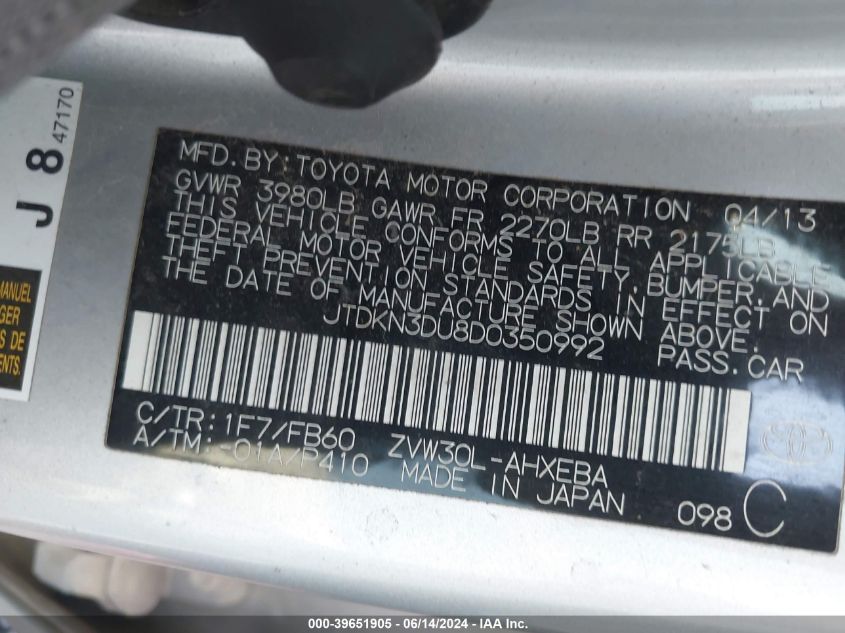 J 8 47170
MANUEL
GER
S DE
ENTS.
MFD. BY: TOYOTA MOTOR CORPORATION 04/13
GVWR 3980LB GAWR FR 2270LB RR 2175LB
THIS VEHICLE CONFORMS TO ALL APPLICABLE
FEDERAL MOTOR VEHICLE SAFETY, BUMPER, AND
THEFT PREVENTION STANDARDS IN EFFECT ON
THE DATE OF MANUFACTURE SHOWN ABOVE.
JTDKN3DU8D0350992 PASS. CAR
C/TR: 1F7/FB60 ZVW30L-AHXEBA
A/TM: -01A/P410 MADE IN JAPAN
098 C
000-39651905 - 06/14/2024 - IAA Inc.